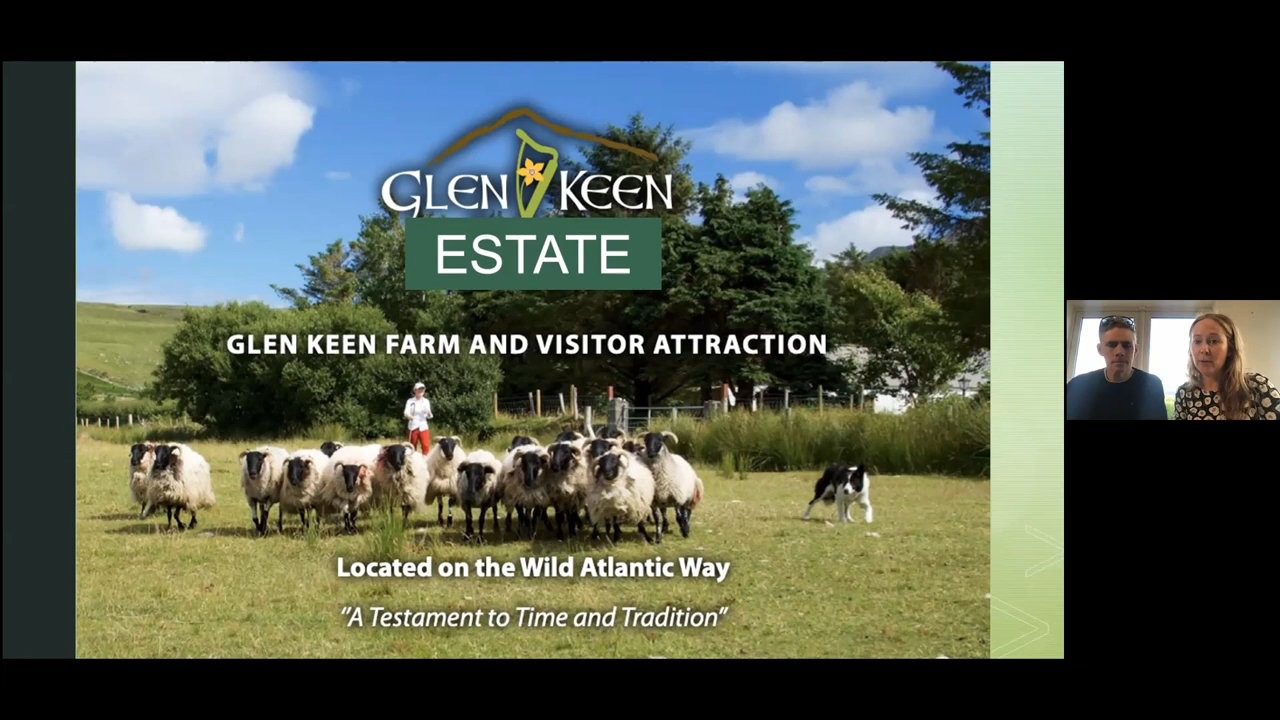 GLEN KEEN
ESTATE
GLEN KEEN FARM AND VISITOR ATTRACTION
Located on the Wild Atlantic Way
"A Testament to Time and Tradition"